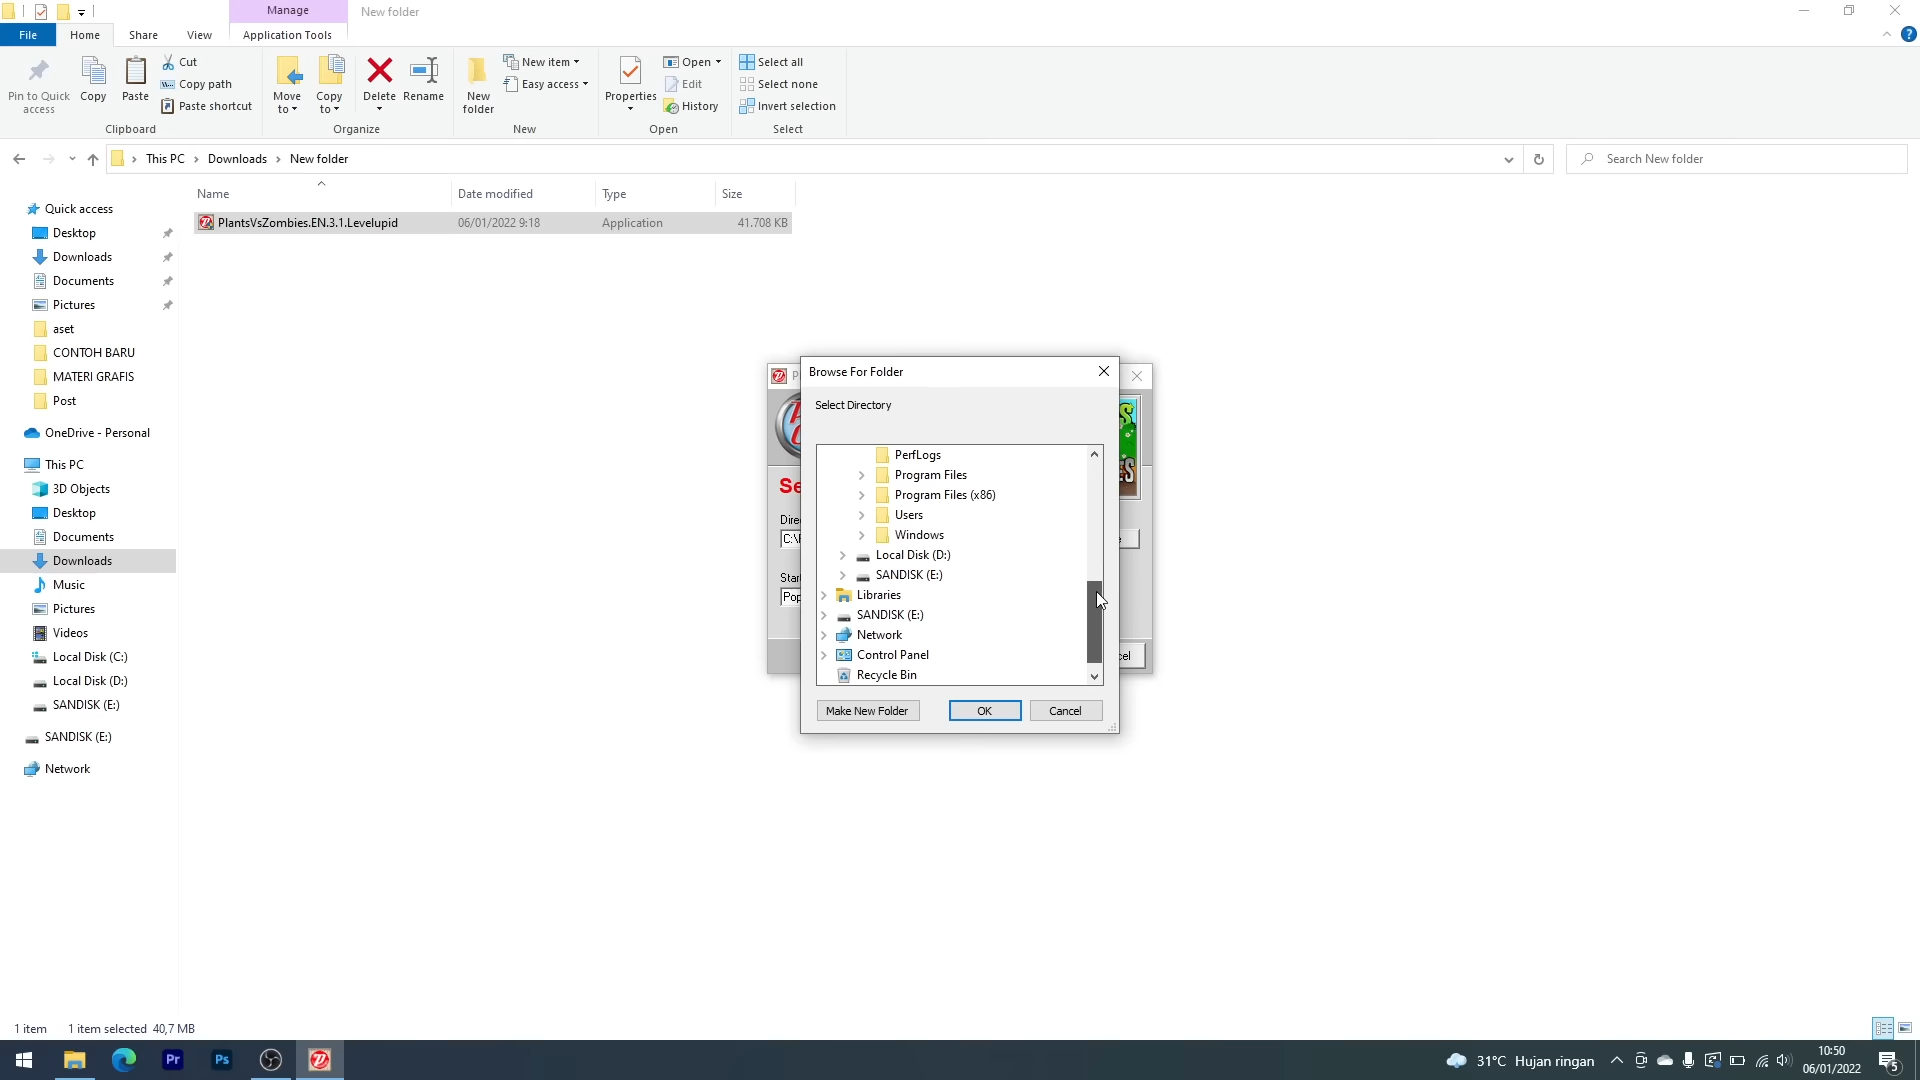 Manage
New folder
File
Home
Share
View
Application Tools
Pin to Quick access
Copy
Paste
Cut
Copy path
Paste shortcut
Clipboard
Move to
Copy to
Delete
Rename
Organize
New folder
New item
Easy access
New
Properties
Open
Edit
History
Open
Select all
Select none
Invert selection
Select
This PC
Downloads
New folder
Search New folder
Name
Date modified
Type
Size
PlantsVsZombies.EN.3.1.Levelupid
06/01/2022 9:18
Application
41.708 KB
Quick access
Desktop
Downloads
Documents
Pictures
aset
CONTOH BARU
MATERI GRAFIS
Post
OneDrive - Personal
This PC
3D Objects
Desktop
Documents
Downloads
Music
Pictures
Videos
Local Disk (C:)
Local Disk (D:)
SANDISK (E:)
SANDISK (E:)
Network
Browse For Folder
Select Directory
PerfLogs
Program Files
Program Files (x86)
Users
Windows
Local Disk (D:)
SANDISK (E:)
Libraries
SANDISK (E:)
Network
Control Panel
Recycle Bin
Make New Folder
OK
Cancel
1 item
1 item selected 40,7 MB
Pr
Ps
31°C Hujan ringan
10:50
06/01/2022
5